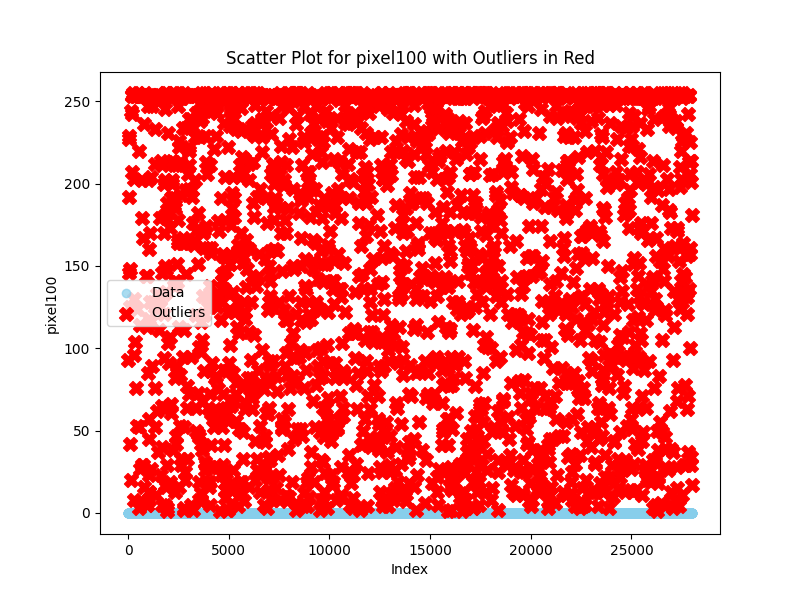 Scatter Plot for pixel100 with Outliers in Red
250
200
150
100
50
0
pixel100
Data
Outliers
0 5000 10000 15000 20000 25000
Index